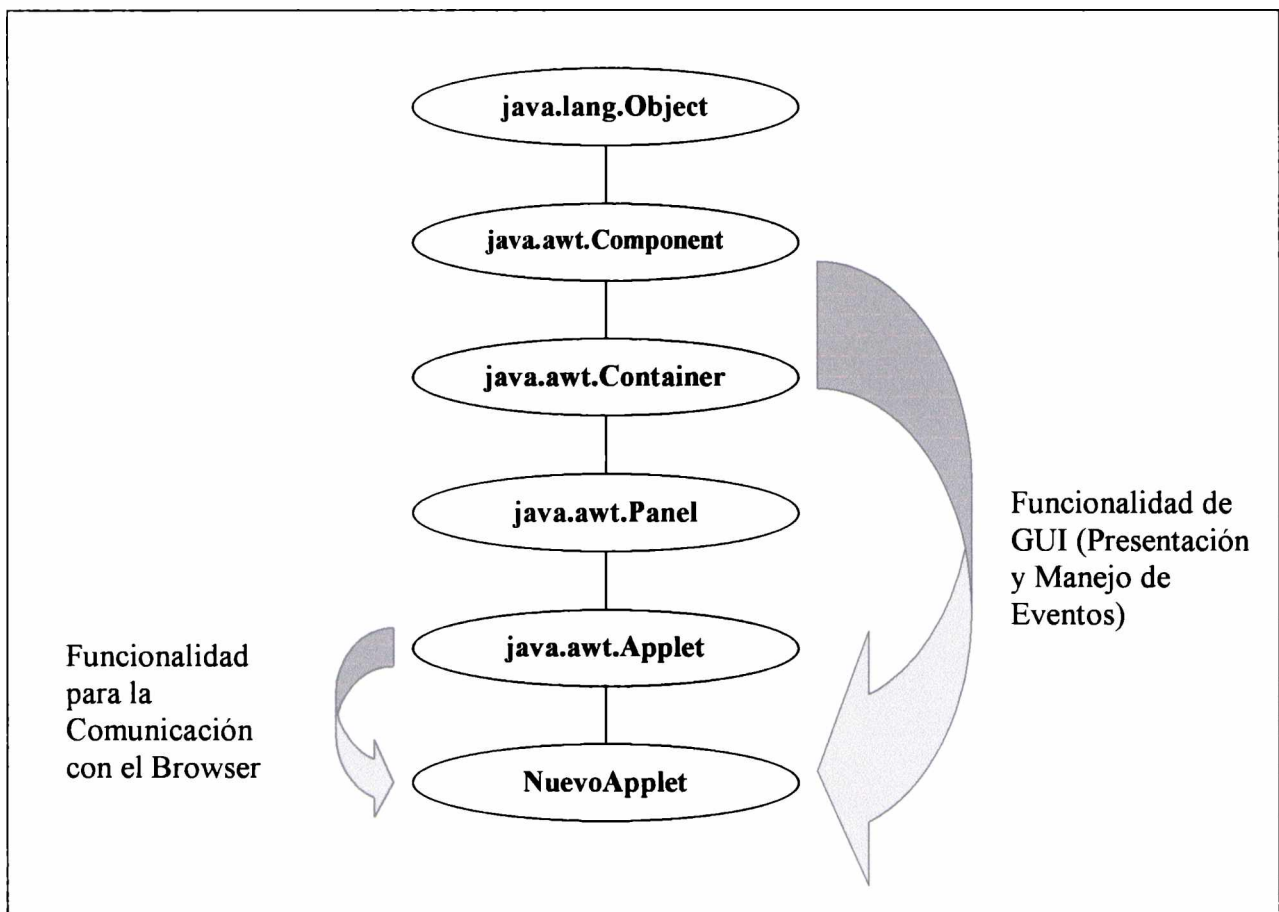 java.lang.Object
java.awt.Component
java.awt.Container
java.awt.Panel
java.awt.Applet
NuevoApplet
Funcionalidad de
GUI (Presentación
y Manejo de
Eventos)
Funcionalidad
para la
Comunicación
con el Browser